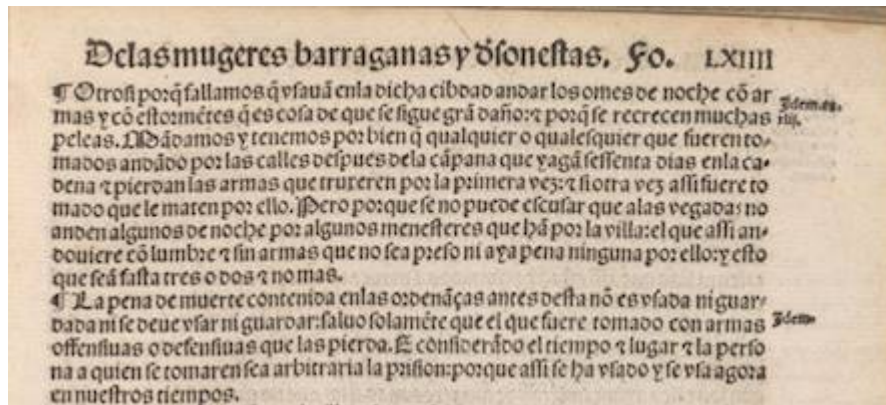 Delas mugeres barraganas y dsonestas. Fo. LXIIII
¶ Otrosi porq̃ fallamos q̃ vsauã enla dicha cibdad andar los omes de noche cõ ar
mas y cõ estormẽtes q̃ es cosa de que se sigue grã daño: ⁊ porq̃ se recrecen muchas
peleas. Mãdamos y tenemos por bien q̃ qualquier o qualesquier que fueren to-
mados andãdo por las calles despues dela cãpana que yagã sessenta dias enla ca-
dena ⁊ pierdan las armas que truxeren por la primera vez: ⁊ si otra vez assi fuere to
mado que le maten por ello. Pero porque se no puede escusar que alas vegadas no
anden algunos de noche por algunos menesteres que hã por la villa: el que assi an-
douiere cõ lumbre ⁊ sin armas que no sea preso ni aya pena ninguna por ello: y esto
que seã fasta tres o dos ⁊ no mas.
¶ La pena de muerte contenida enlas ordenãças antes desta nõ es vsada ni guar-
dada ni se deue vsar ni guardar: saluo solamẽte que el que fuere tomado con armas
offensiuas o defensiuas que las pierda. E considerãdo el tiempo ⁊ lugar ⁊ la perso
na a quien se tomaren sea arbitraria la prision: porque assi se ha vsado y se vsa agora
en nuestros tiempos.
Idem